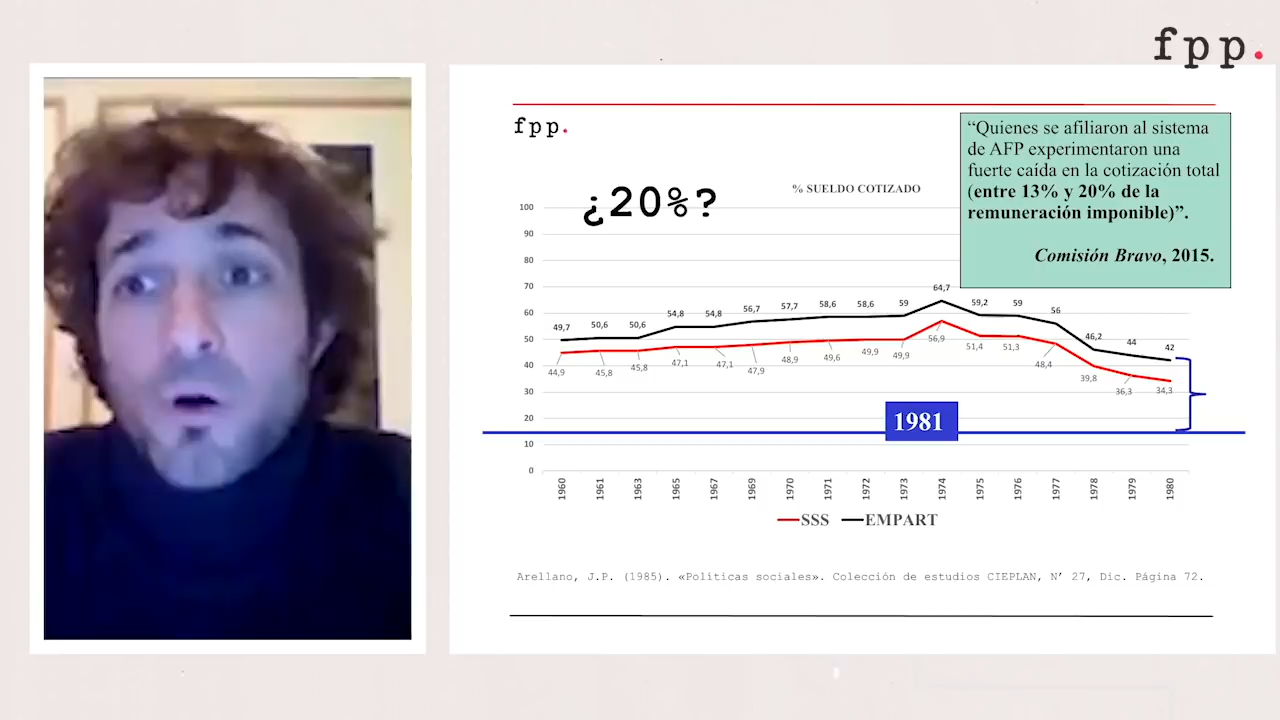 fpp.
fpp.
“Quienes se afiliaron al sistema
de AFP experimentaron una
fuerte caída en la cotización total
(entre 13% y 20% de la
remuneración imponible)”.
Comisión Bravo, 2015.
¿20%?
% SUELDO COTIZADO
100
90
80
70
60
50
40
30
20
10
0
49,7 50,6 50,6 54,8 54,8 56,7 57,7 58,6 58,6 59 64,7 59,2 59 56 46,2 44 42
44,9 45,8 45,8 47,1 47,1 47,9 48,9 49,6 49,9 49,9 56,9 51,4 51,3 48,4 39,8 36,3 34,3
1981
1960 1961 1963 1965 1967 1969 1970 1971 1972 1973 1974 1975 1976 1977 1978 1979 1980
SSS EMPART
Arellano, J.P. (1985). «Políticas sociales». Colección de estudios CIEPLAN, N’ 27, Dic. Página 72.